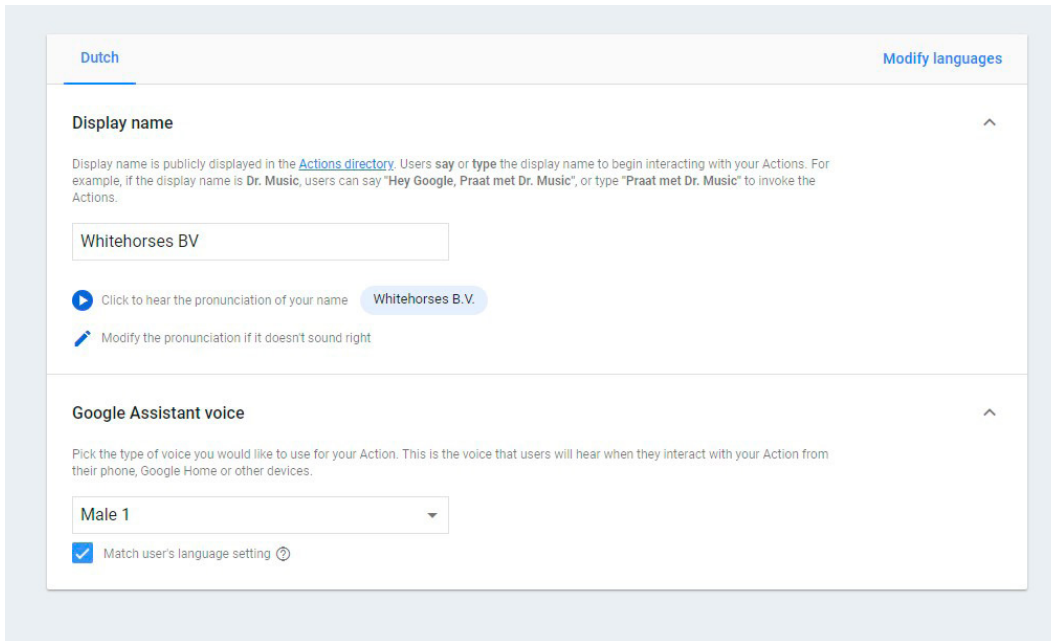 Dutch
Modify languages
Display name
Display name is publicly displayed in the Actions directory. Users say or type the display name to begin interacting with your Actions. For
example, if the display name is Dr. Music, users can say "Hey Google, Praat met Dr. Music", or type "Praat met Dr. Music" to invoke the
Actions.
Whitehorses BV
Click to hear the pronunciation of your name
Whitehorses B.V.
Modify the pronunciation if it doesn't sound right
Google Assistant voice
Pick the type of voice you would like to use for your Action. This is the voice that users will hear when they interact with your Action from
their phone, Google Home or other devices.
Male 1
Match user's language setting